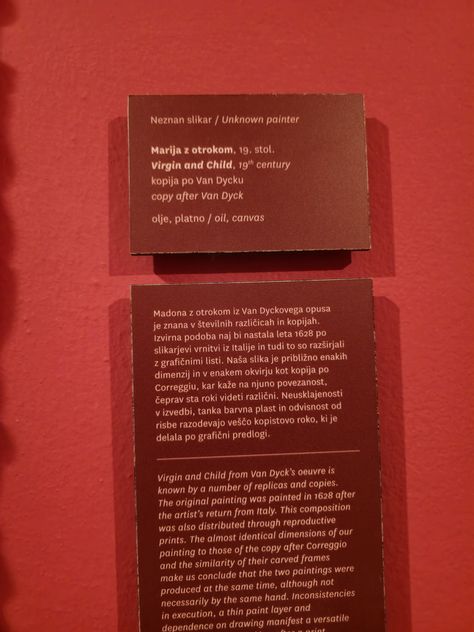 Neznan slikar / Unknown painter
Marija z otrokom, 19. stol.
Virgin and Child, 19th century
kopija po Van Dycku
copy after Van Dyck
olje, platno / oil, canvas
Madona z otrokom iz Van Dyckovega opusa
je znana v številnih različicah in kopijah.
Izvirna podoba naj bi nastala leta 1628 po
slikarjevi vrnitvi iz Italije in tudi to so razširjali
z grafičnimi listi. Naša slika je približno enakih
dimenzij in v enakem okvirju kot kopija po
Correggiu, kar kaže na njuno povezanost,
čeprav sta roki videti različni. Neusklajenosti
v izvedbi, tanka barvna plast in odvisnost od
risbe razodevajo veščo kopistovo roko, ki je
delala po grafični predlogi.
Virgin and Child from Van Dyck's oeuvre is
known by a number of replicas and copies.
The original painting was painted in 1628 after
the artist's return from Italy. This composition
was also distributed through reproductive
prints. The almost identical dimensions of our
painting to those of the copy after Correggio
and the similarity of their carved frames
make us conclude that the two paintings were
produced at the same time, although not
necessarily by the same hand. Inconsistencies
in execution, a thin paint layer and
dependence on drawing manifest a versatile